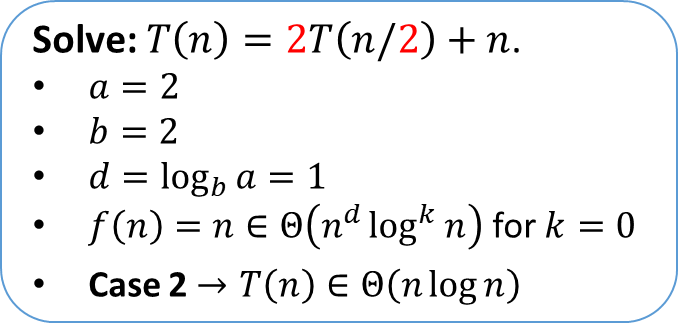 Solve: T(n) = 2T(n/2) + n.
• a = 2
• b = 2
• d = log_b a = 1
• f(n) = n ∈ Θ(n^d log^k n) for k = 0
• Case 2 → T(n) ∈ Θ(n log n)